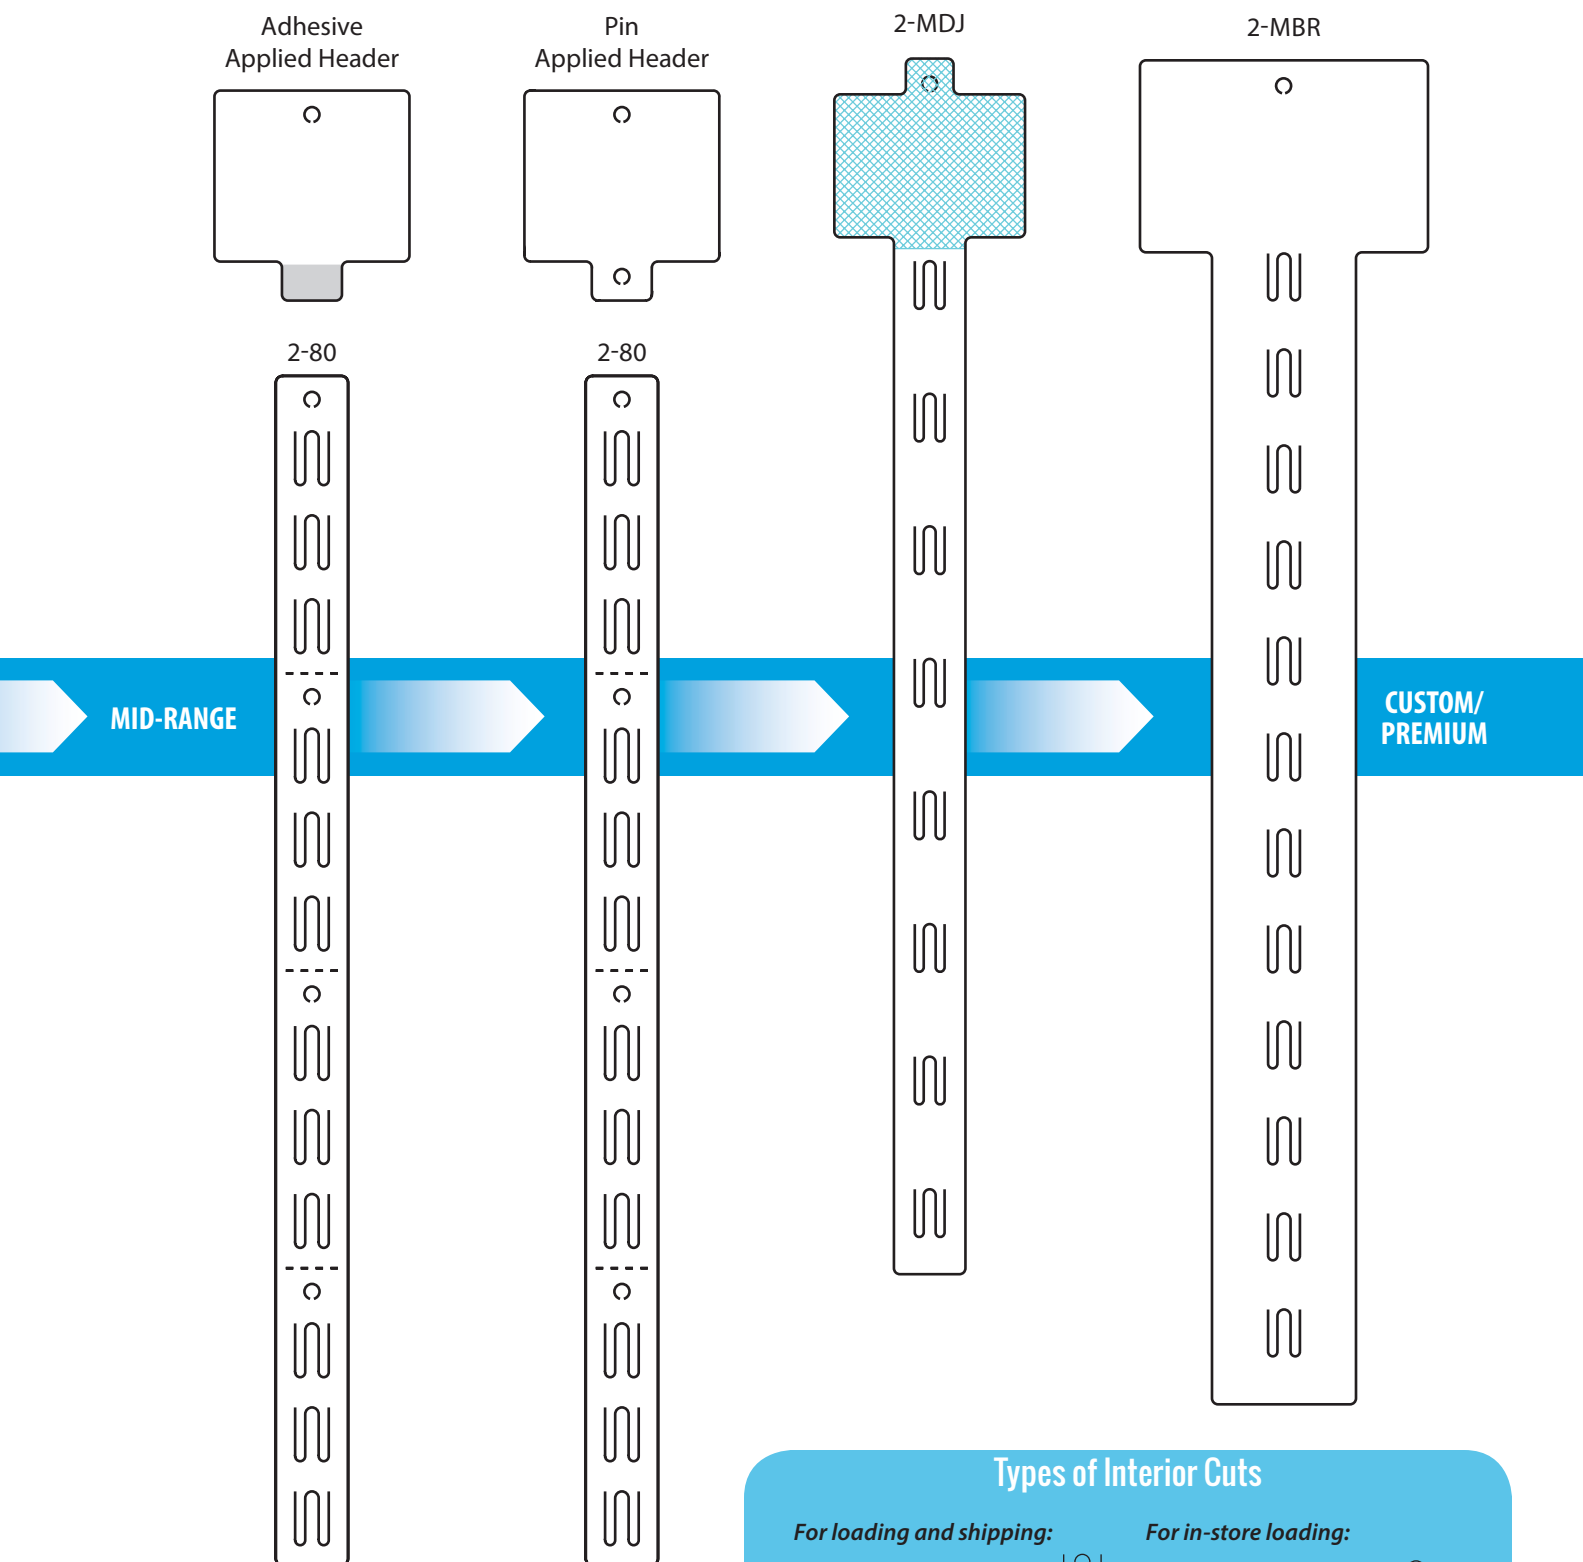 Adhesive
Applied Header
Pin
Applied Header
2-MDJ
2-MBR
2-80
2-80
MID-RANGE
CUSTOM/
PREMIUM
Types of Interior Cuts
For loading and shipping:
For in-store loading: